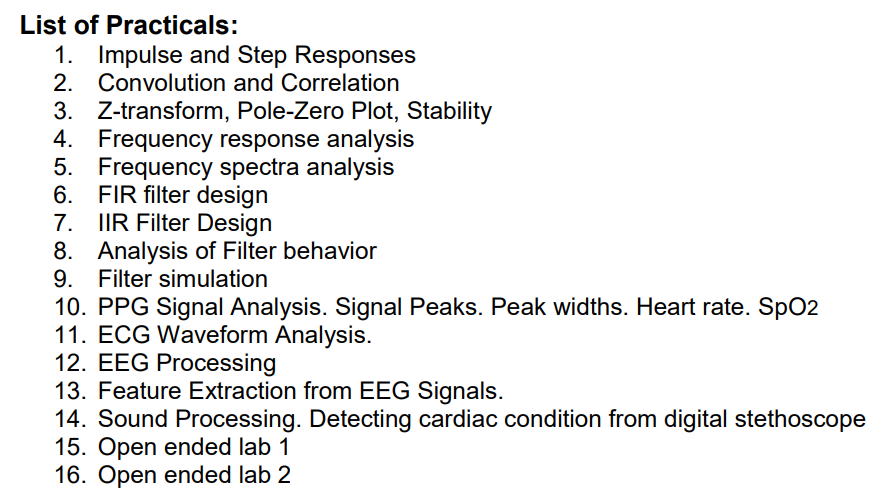 List of Practicals:
1. Impulse and Step Responses
2. Convolution and Correlation
3. Z-transform, Pole-Zero Plot, Stability
4. Frequency response analysis
5. Frequency spectra analysis
6. FIR filter design
7. IIR Filter Design
8. Analysis of Filter behavior
9. Filter simulation
10. PPG Signal Analysis. Signal Peaks. Peak widths. Heart rate. SpO2
11. ECG Waveform Analysis.
12. EEG Processing
13. Feature Extraction from EEG Signals.
14. Sound Processing. Detecting cardiac condition from digital stethoscope
15. Open ended lab 1
16. Open ended lab 2